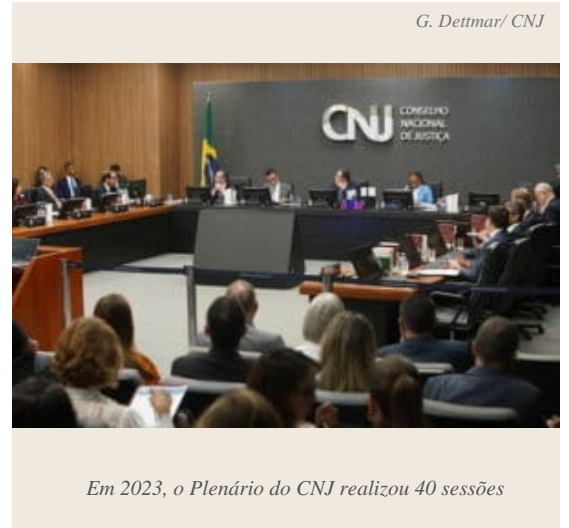 G. Dettmar/ CNJ
CNJ
CONSELHO
NACIONAL
DE JUSTIÇA
Em 2023, o Plenário do CNJ realizou 40 sessões